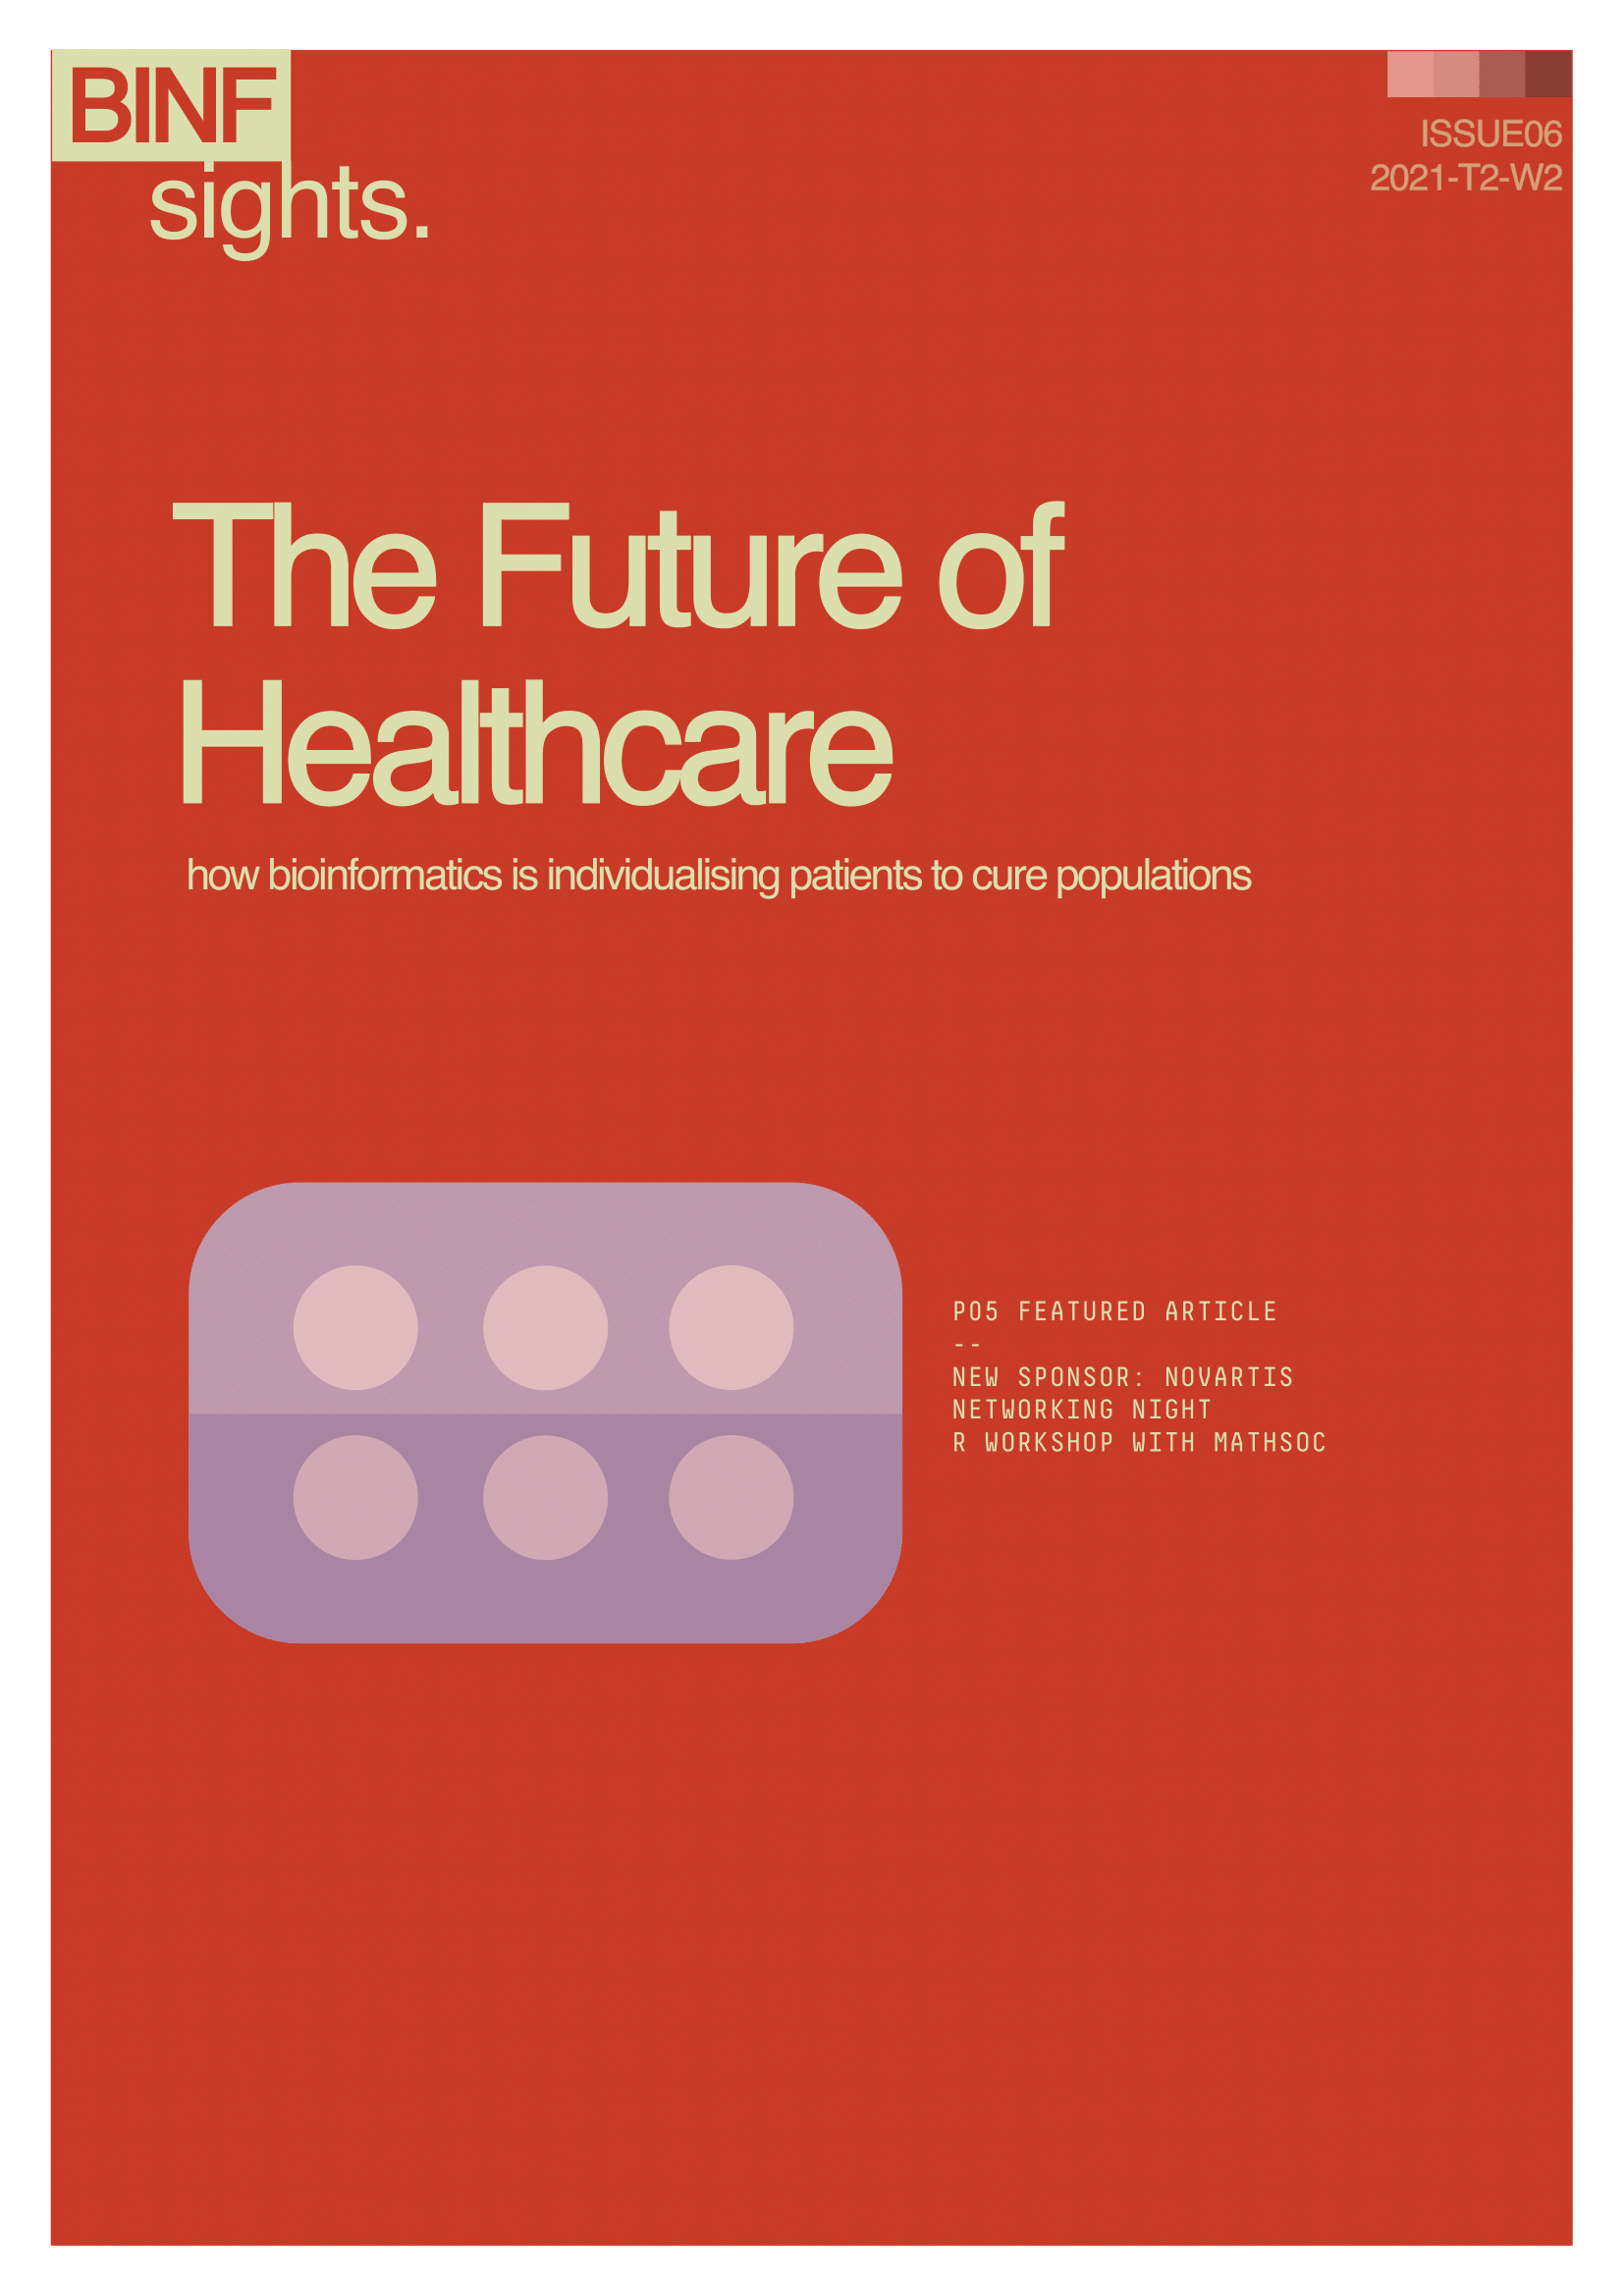 BINF
sights.
ISSUE06
2021-T2-W2
The Future of
Healthcare
how bioinformatics is individualising patients to cure populations
P05 FEATURED ARTICLE
--
NEW SPONSOR: NOVARTIS
NETWORKING NIGHT
R WORKSHOP WITH MATHSOC